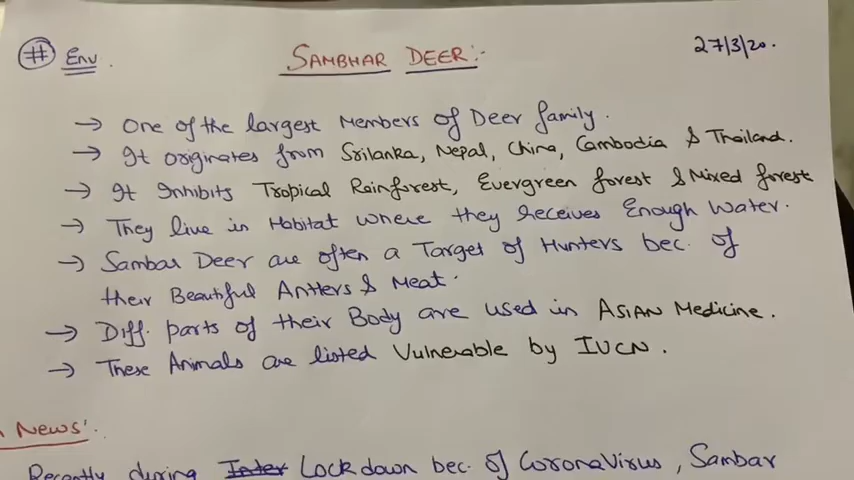 # Env.
SAMBHAR DEER:-
27/3/20.
→ One of the largest Members of Deer family.
→ It originates from Srilanka, Nepal, China, Cambodia & Thailand.
→ It Inhibits Tropical Rainforest, Evergreen forest & Mixed forest
→ They live in Habitat where they Receives Enough Water.
→ Sambar Deer are often a Target of Hunters bec. of
their Beautiful Antlers & Meat.
→ Diff. parts of their Body are used in ASIAN Medicine.
→ These Animals are listed Vulnerable by IUCN.
News:
Recently during Inter Lockdown bec. of CoronaVirus, Sambar